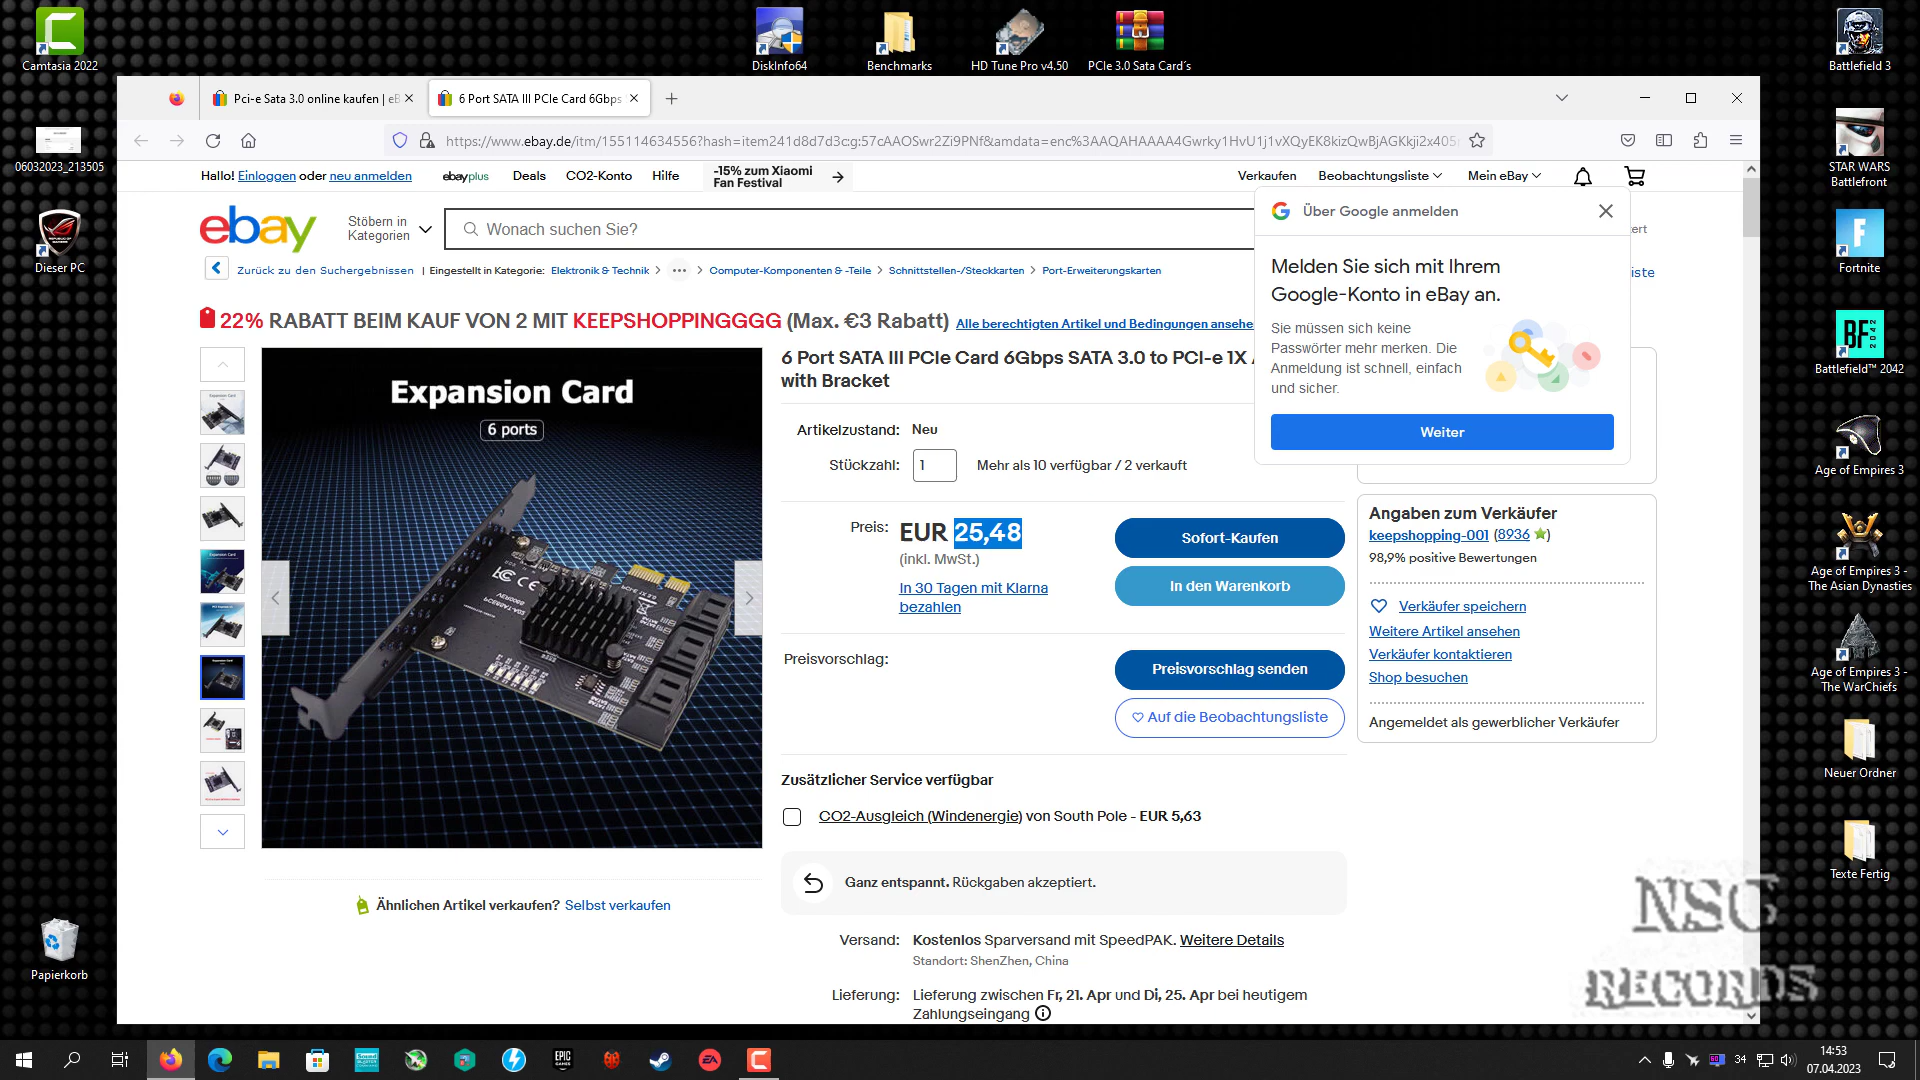 Camtasia 2022
DiskInfo64
Benchmarks
HD Tune Pro v4.50
PCIe 3.0 Sata Card´s
Battlefield 3
06032023_213505
Dieser PC
Papierkorb
STAR WARS
Battlefront
Fortnite
Battlefield™ 2042
Age of Empires 3
Age of Empires 3 -
The Asian Dynasties
Age of Empires 3 -
The WarChiefs
Neuer Ordner
Texte Fertig
Pci-e Sata 3.0 online kaufen | eB
6 Port SATA III PCIe Card 6Gbps
https://www.ebay.de/itm/155114634556?hash=item241d8d7d3c:g:57cAAOSwr2Zi9PNf&amdata=enc%3AAQAHAAAA4Gwrky1HvU1j1vXQyEK8kizQwBjAGKkji2x405
Hallo! Einloggen oder neu anmelden
ebayplus
Deals
CO2-Konto
Hilfe
-15% zum Xiaomi
Fan Festival
Verkaufen
Beobachtungsliste
Mein eBay
ebay
Stöbern in
Kategorien
Wonach suchen Sie?
Zurück zu den Suchergebnissen
| Eingestellt in Kategorie:
Elektronik & Technik
Computer-Komponenten & -Teile
Schnittstellen-/Steckkarten
Port-Erweiterungskarten
Über Google anmelden
Melden Sie sich mit Ihrem
Google-Konto in eBay an.
Sie müssen sich keine
Passwörter mehr merken. Die
Anmeldung ist schnell, einfach
und sicher.
Weiter
22% RABATT BEIM KAUF VON 2 MIT KEEPSHOPPINGGGG (Max. €3 Rabatt) Alle berechtigten Artikel und Bedingungen ansehe
Expansion Card
6 ports
6 Port SATA III PCIe Card 6Gbps SATA 3.0 to PCI-e 1X
with Bracket
Artikelzustand: Neu
Stückzahl: 1 Mehr als 10 verfügbar / 2 verkauft
Preis: EUR 25,48
(inkl. MwSt.)
In 30 Tagen mit Klarna
bezahlen
Sofort-Kaufen
In den Warenkorb
Preisvorschlag:
Preisvorschlag senden
Auf die Beobachtungsliste
Angaben zum Verkäufer
keepshopping-001 (8936)
98,9% positive Bewertungen
Verkäufer speichern
Weitere Artikel ansehen
Verkäufer kontaktieren
Shop besuchen
Angemeldet als gewerblicher Verkäufer
Zusätzlicher Service verfügbar
CO2-Ausgleich (Windenergie) von South Pole - EUR 5,63
Ganz entspannt. Rückgaben akzeptiert.
Ähnlichen Artikel verkaufen? Selbst verkaufen
Versand: Kostenlos Sparversand mit SpeedPAK. Weitere Details
Standort: ShenZhen, China
Lieferung: Lieferung zwischen Fr, 21. Apr und Di, 25. Apr bei heutigem
Zahlungseingang
NSG
RECORDS
34
14:53
07.04.2023